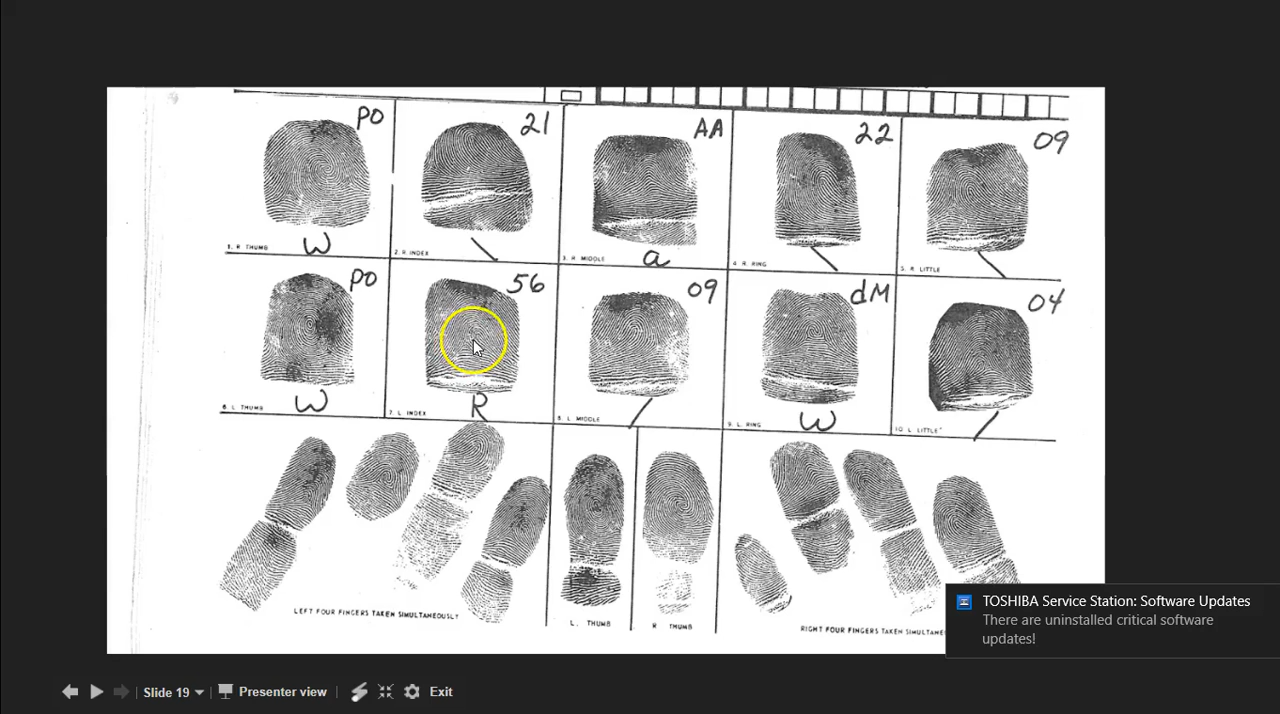 PO
21
AA
22
09
1. R THUMB
W
2. R INDEX
\
3. R MIDDLE
a
4. R. RING
\
5. R LITTLE
\
PO
56
09
dM
04
6. L THUMB
W
7. L INDEX
R
8. L MIDDLE
/
9. L. RING
W
10. L. LITTLE
/
LEFT FOUR FINGERS TAKEN SIMULTANEOUSLY
L. THUMB
R THUMB
RIGHT FOUR FINGERS TAKEN SIMULTANE
TOSHIBA Service Station: Software Updates
There are uninstalled critical software
updates!
Slide 19
Presenter view
Exit